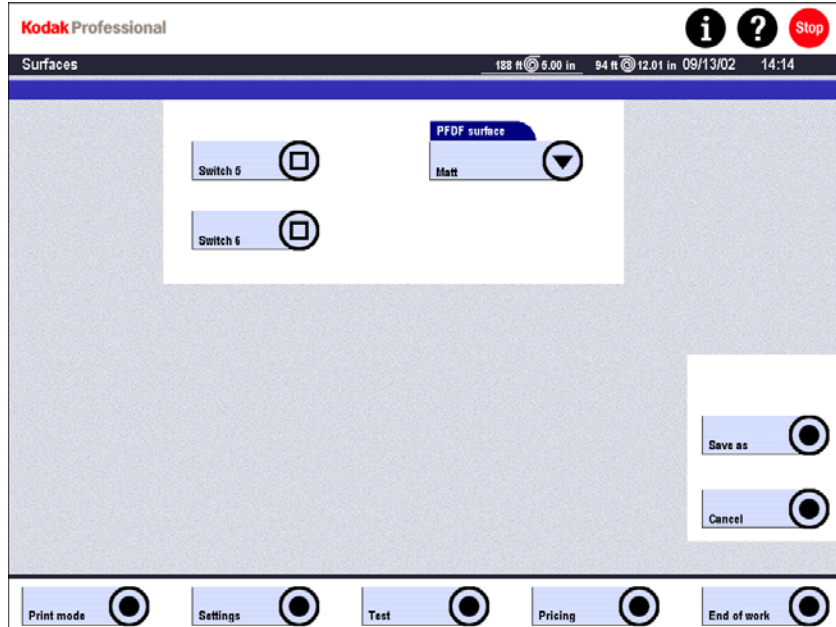 Kodak Professional
i ? Stop
Surfaces 188 ft 5.00 in 94 ft 12.01 in 09/13/02 14:14
PFDF surface
Switch 5 Matt
Switch 6
Save as
Cancel
Print mode Settings Test Pricing End of work